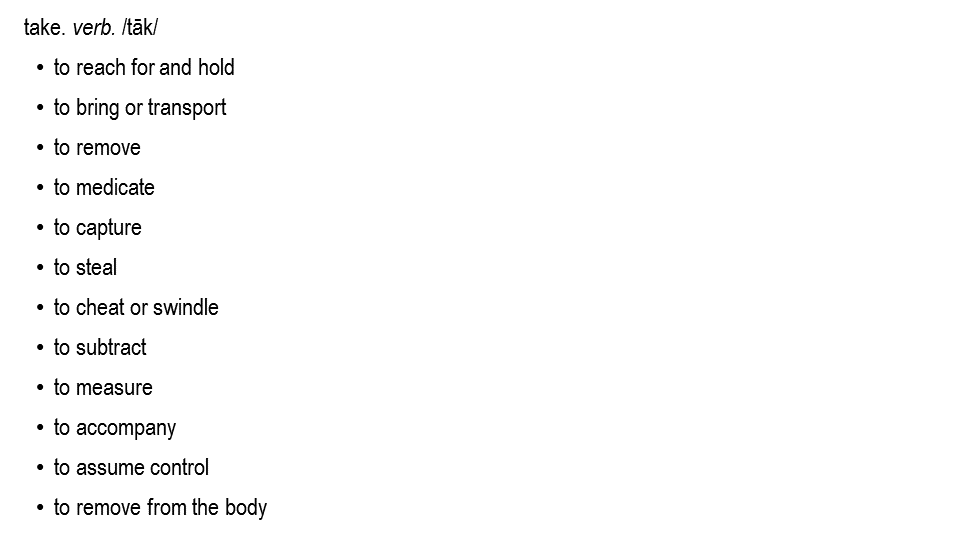 take. verb. /tāk/
• to reach for and hold
• to bring or transport
• to remove
• to medicate
• to capture
• to steal
• to cheat or swindle
• to subtract
• to measure
• to accompany
• to assume control
• to remove from the body